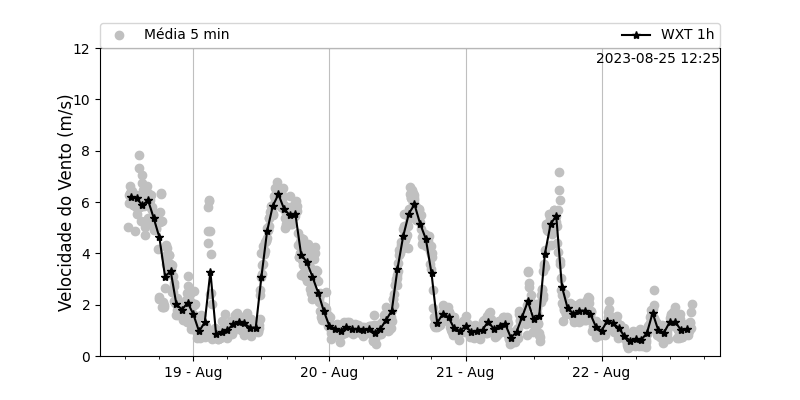 Média 5 min
WXT 1h
2023-08-25 12:25
Velocidade do Vento (m/s)
12
10
8
6
4
2
0
19 - Aug
20 - Aug
21 - Aug
22 - Aug